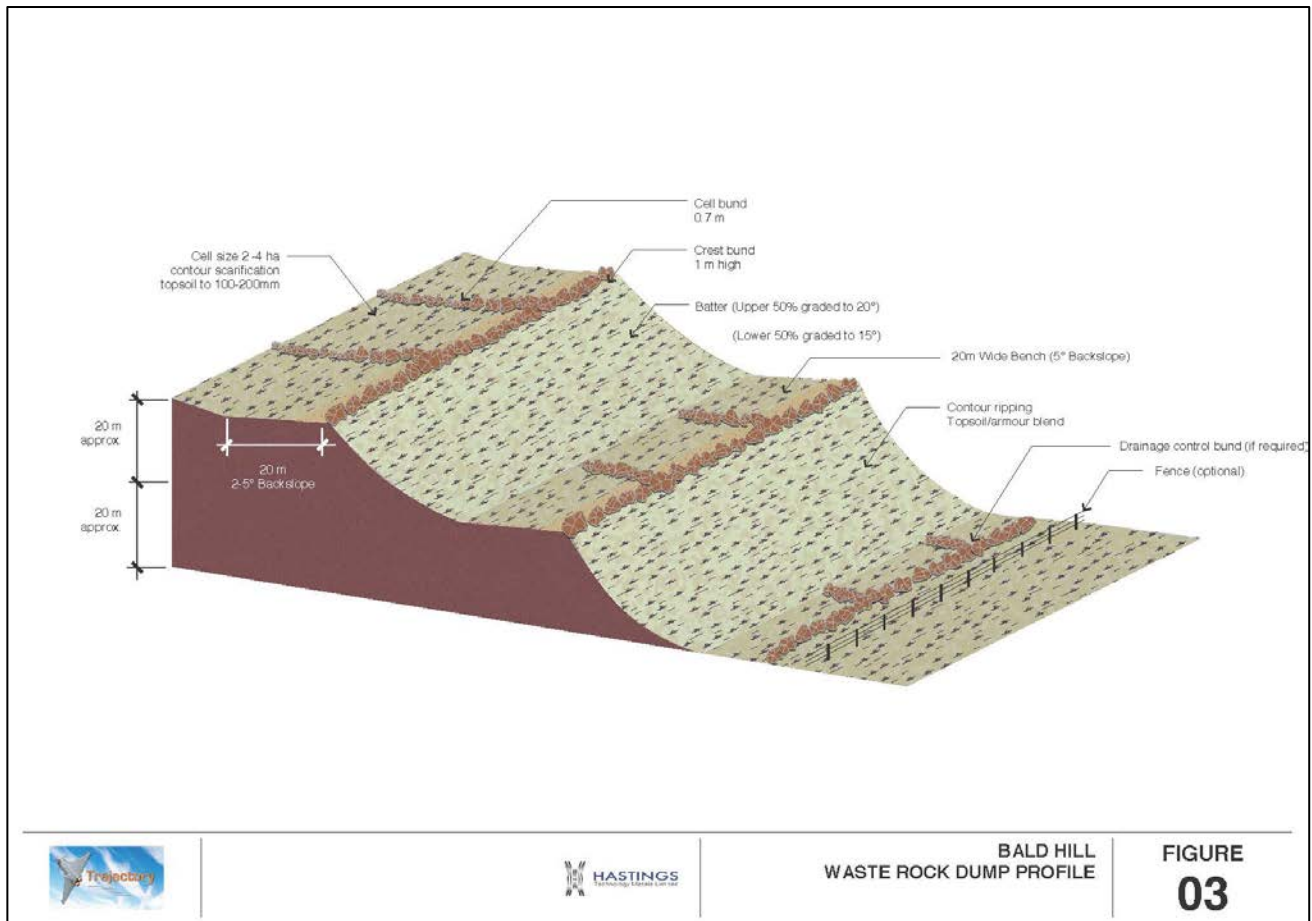 Cell bund
0.7 m
Cell size 2-4 ha
contour scarification
topsoil to 100-200mm
Crest bund
1 m high
Batter (Upper 50% graded to 20°)
(Lower 50% graded to 15°)
20m Wide Bench (5° Backslope)
Contour ripping
Topsoil/armour blend
Drainage control bund (if required)
Fence (optional)
20 m
approx.
20 m
2-5° Backslope
20 m
approx.
Trajectory
HASTINGS
Technology Metals Limited
BALD HILL
WASTE ROCK DUMP PROFILE
FIGURE
03